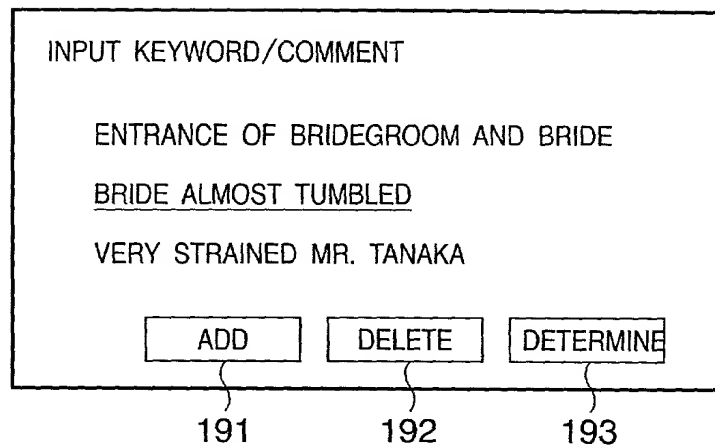 INPUT KEYWORD/COMMENT
ENTRANCE OF BRIDEGROOM AND BRIDE
BRIDE ALMOST TUMBLED
VERY STRAINED MR. TANAKA
ADD DELETE DETERMINE
191 192 193